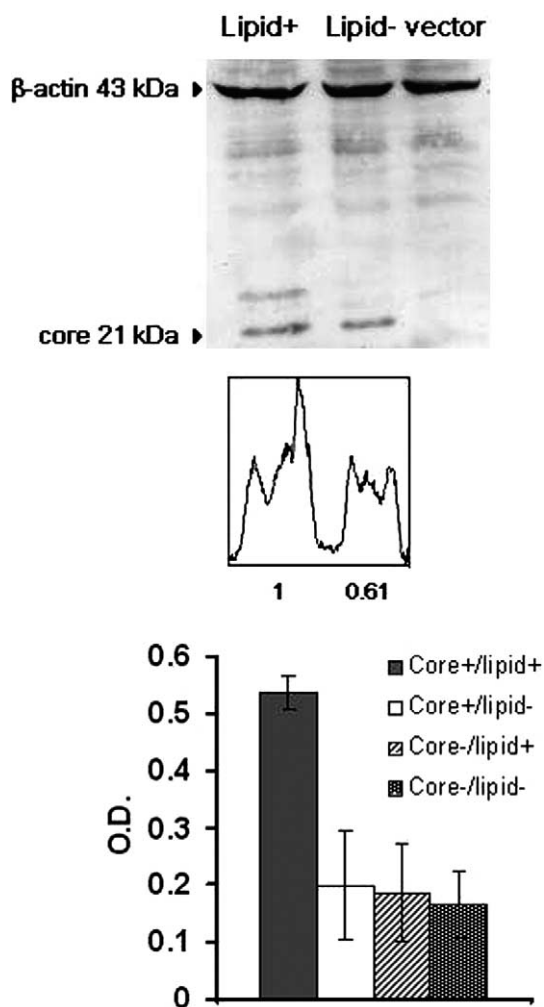 Lipid+ Lipid- vector
β-actin 43 kDa
core 21 kDa
1 0.61
0.6
0.5
0.4
0.3
0.2
0.1
0
O.D.
Core+/lipid+
Core+/lipid-
Core-/lipid+
Core-/lipid-